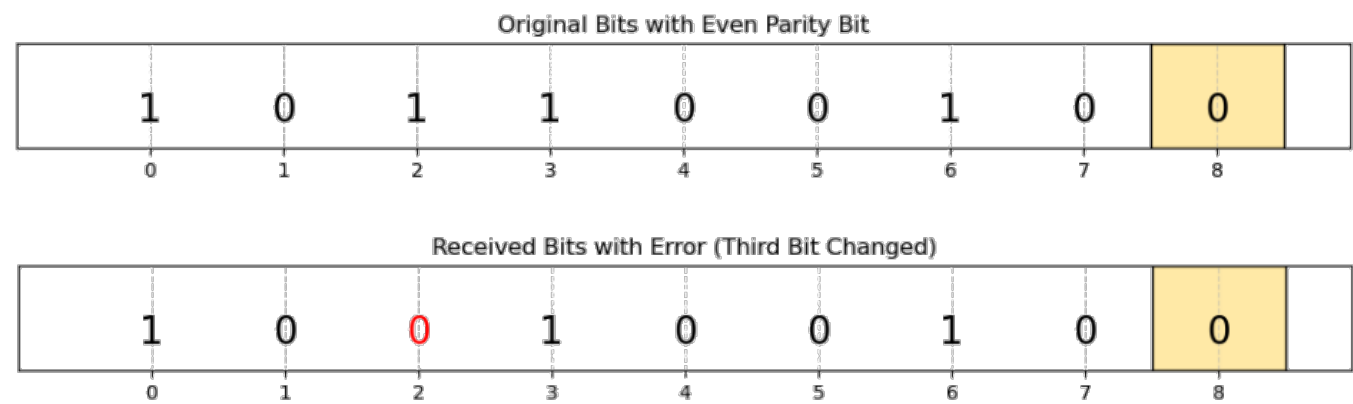 Original Bits with Even Parity Bit
1 0 1 1 0 0 1 0 0
0 1 2 3 4 5 6 7 8
Received Bits with Error (Third Bit Changed)
1 0 0 1 0 0 1 0 0
0 1 2 3 4 5 6 7 8